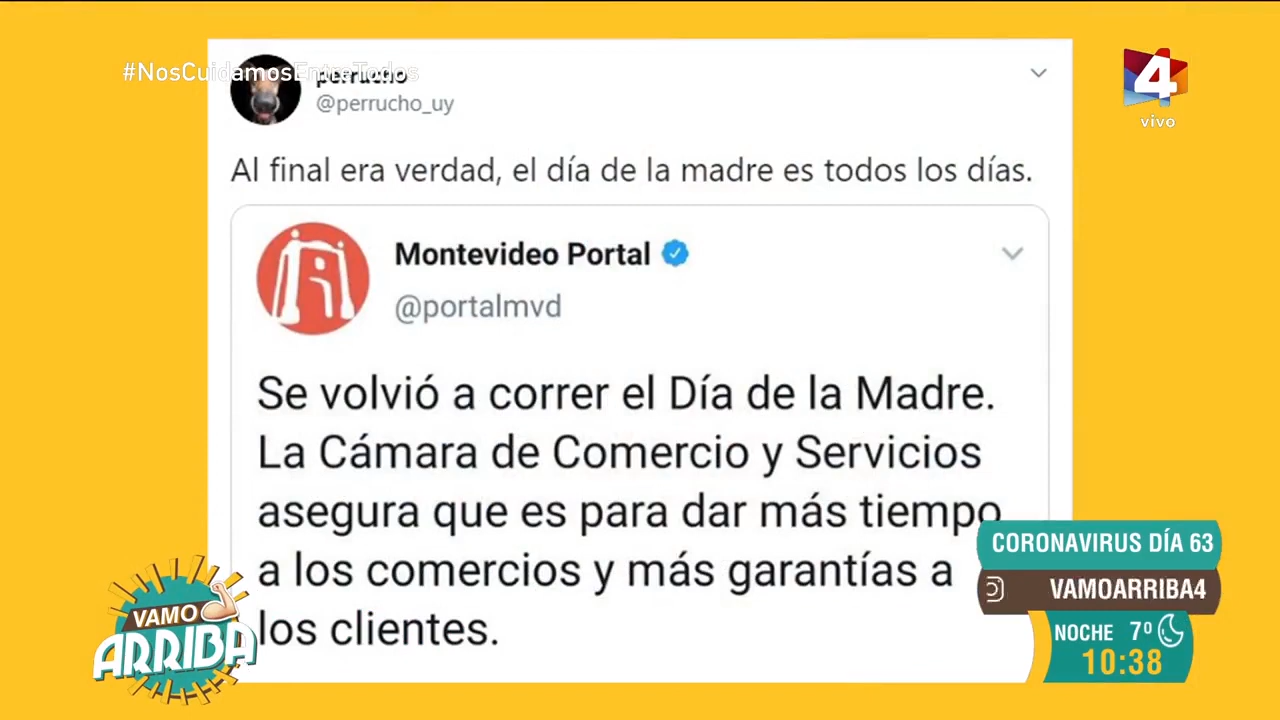 #NosCuidamosEntreTodos
perrucho
@perrucho_uy
4
vivo
Al final era verdad, el día de la madre es todos los días.
Montevideo Portal
@portalmvd
Se volvió a correr el Día de la Madre.
La Cámara de Comercio y Servicios
asegura que es para dar más tiempo
a los comercios y más garantías a
los clientes.
VAMO
ARRIBA
CORONAVIRUS DÍA 63
VAMOARRIBA4
NOCHE 7º
10:38